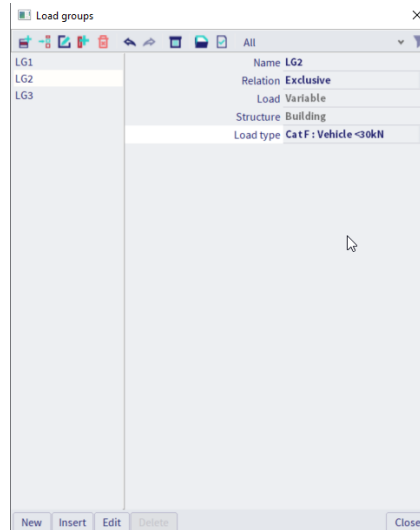 Load groups
All
LG1
LG2
LG3
Name LG2
Relation Exclusive
Load Variable
Structure Building
Load type Cat F : Vehicle <30kN
New Insert Edit Delete Close